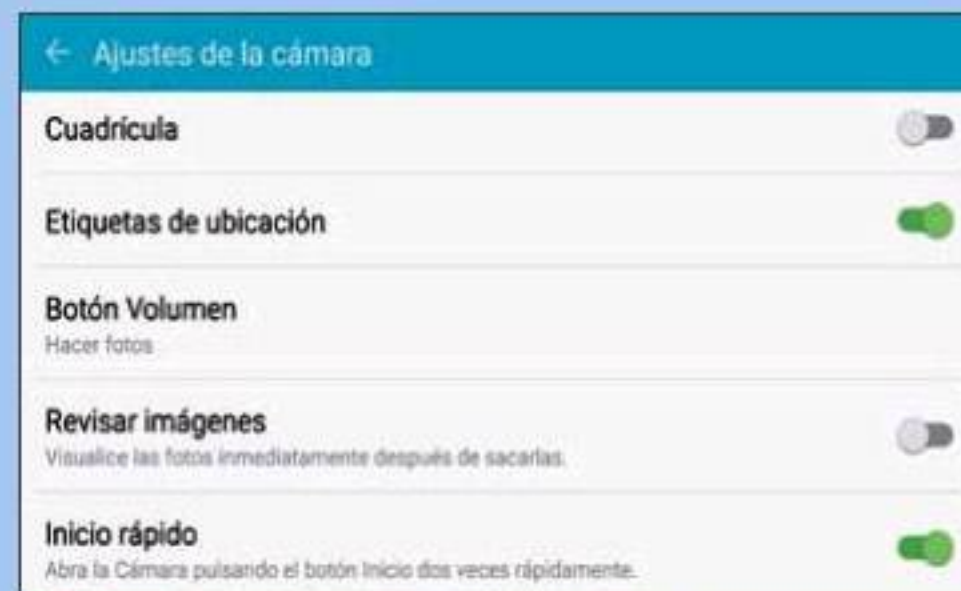 Ajustes de la cámara
Cuadrícula
Etiquetas de ubicación
Botón Volumen
Hacer fotos
Revisar imágenes
Visualice las fotos inmediatamente después de sacarlas.
Inicio rápido
Abra la Cámara pulsando el botón Inicio dos veces rápidamente.